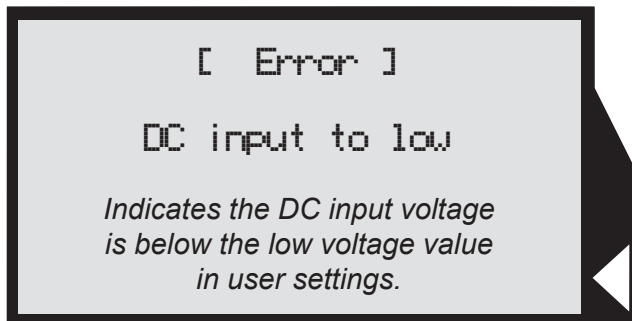 [ Error ]
DC input to low
Indicates the DC input voltage
is below the low voltage value
in user settings.